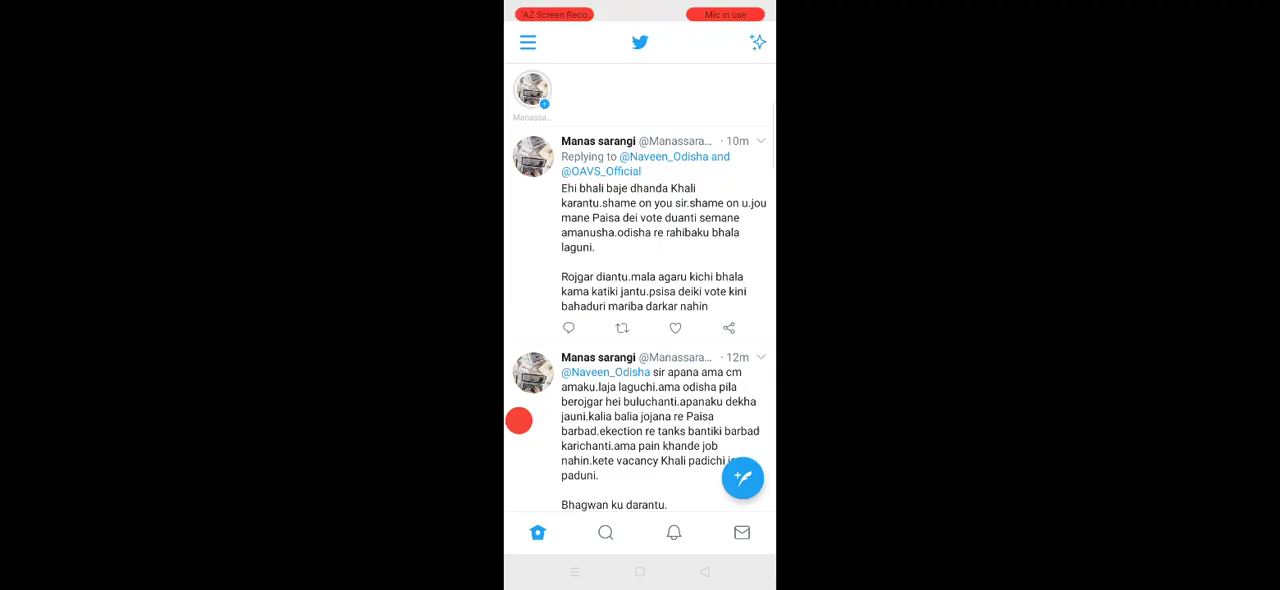 AZ Screen Reco
Mic in use
Manassa...
Manas sarangi @Manassara... · 10m
Replying to @Naveen_Odisha and
@OAVS_Official
Ehi bhali baje dhanda Khali
karantu.shame on you sir.shame on u.jou
mane Paisa dei vote duanti semane
amanusha.odisha re rahibaku bhala
laguni.
Rojgar diantu.mala agaru kichi bhala
kama katiki jantu.psisa deiki vote kini
bahaduri mariba darkar nahin
Manas sarangi @Manassara... · 12m
@Naveen_Odisha sir apana ama cm
amaku.laja laguchi.ama odisha pila
berojgar hei buluchanti.apanaku dekha
jauni.kalia balia jojana re Paisa
barbad.ekection re tanks bantiki barbad
karichanti.ama pain khande job
nahin.kete vacancy Khali padichi
paduni.
Bhagwan ku darantu.